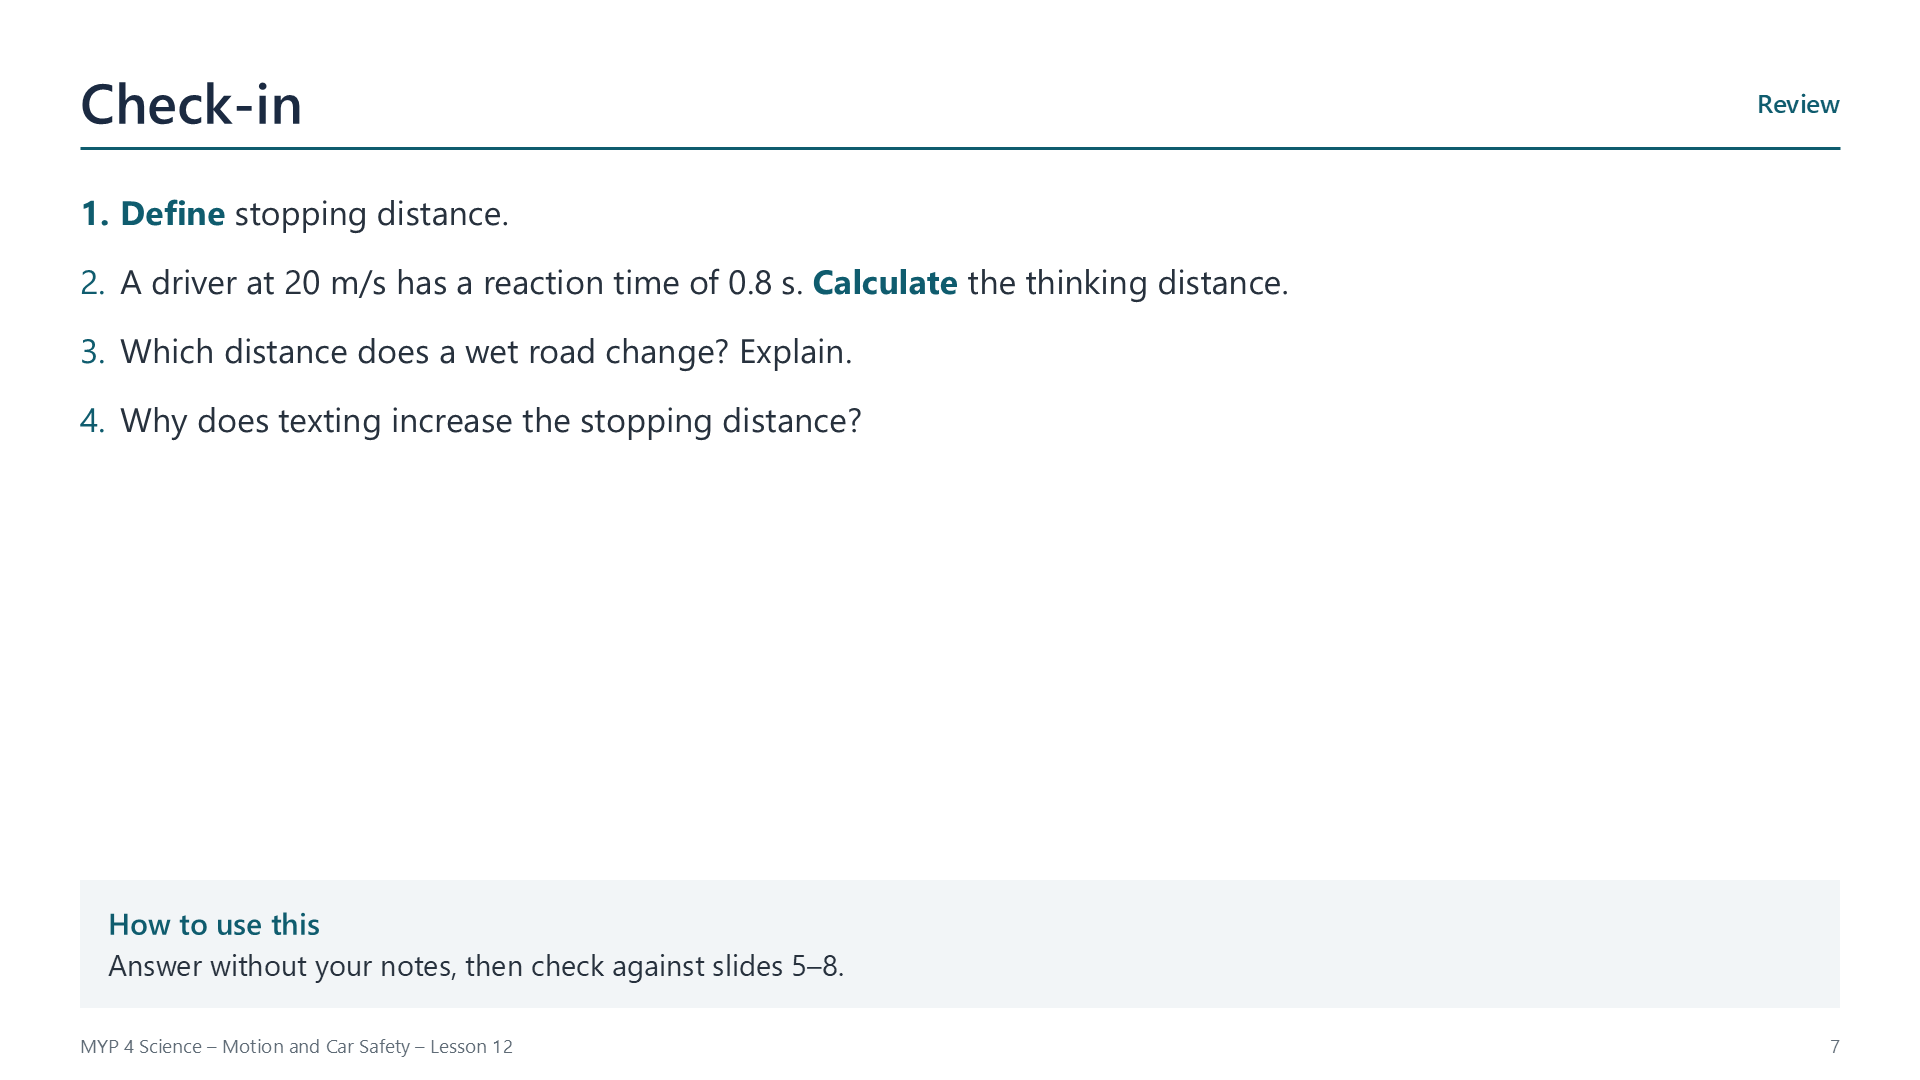 Check-in
Review
1. Define stopping distance.
2. A driver at 20 m/s has a reaction time of 0.8 s. Calculate the thinking distance.
3. Which distance does a wet road change? Explain.
4. Why does texting increase the stopping distance?
How to use this
Answer without your notes, then check against slides 5–8.
MYP 4 Science – Motion and Car Safety – Lesson 12
7